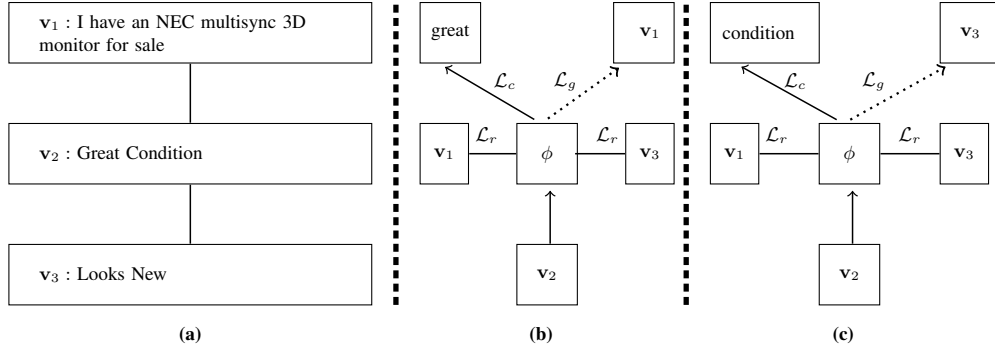 v₁ : I have an NEC multisync 3D
monitor for sale
v₂ : Great Condition
v₃ : Looks New
(a)
great
v₁
ℒc
ℒg
v₁
ℒr
ϕ
ℒr
v₃
v₂
(b)
condition
v₃
ℒc
ℒg
v₁
ℒr
ϕ
ℒr
v₃
v₂
(c)